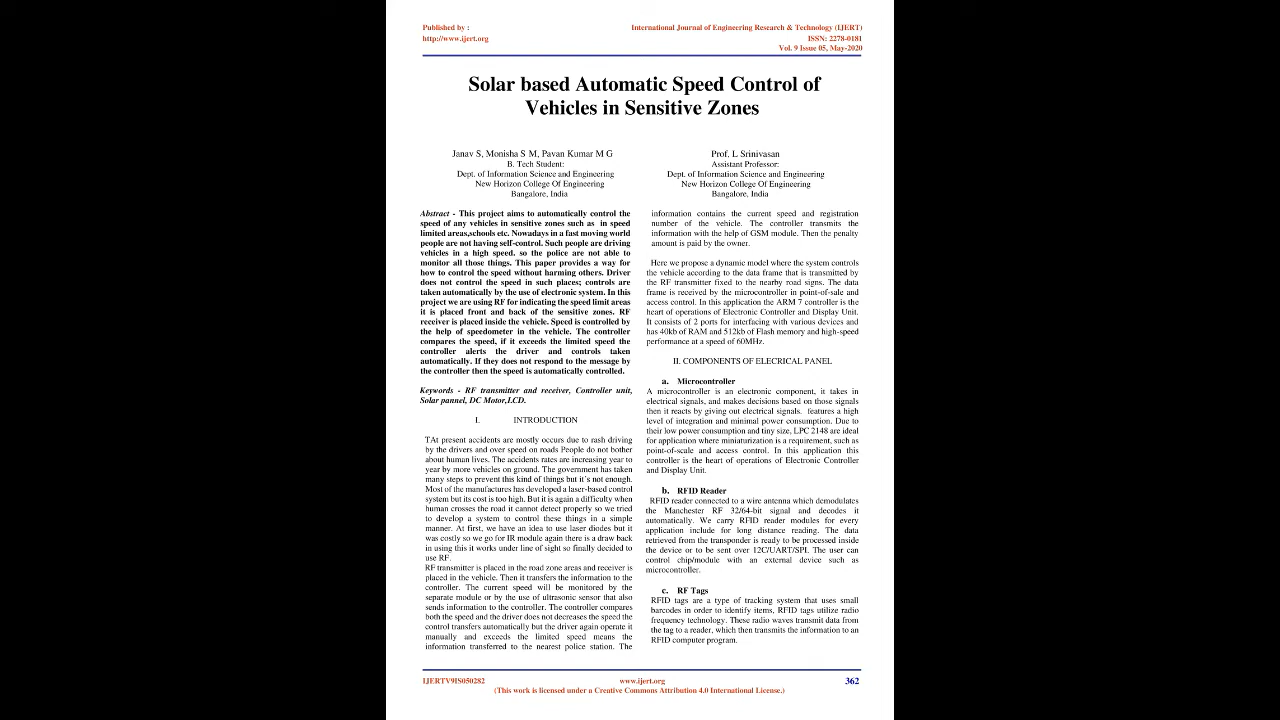 Published by :
http://www.ijert.org
International Journal of Engineering Research & Technology (IJERT)
ISSN: 2278-0181
Vol. 9 Issue 05, May-2020
Solar based Automatic Speed Control of
Vehicles in Sensitive Zones
Janav S, Monisha S M, Pavan Kumar M G
B. Tech Student:
Dept. of Information Science and Engineering
New Horizon College Of Engineering
Bangalore, India
Prof. L Srinivasan
Assistant Professor:
Dept. of Information Science and Engineering
New Horizon College Of Engineering
Bangalore, India
Abstract - This project aims to automatically control the
speed of any vehicles in sensitive zones such as in speed
limited areas,schools etc. Nowadays in a fast moving world
people are not having self-control. Such people are driving
vehicles in a high speed. so the police are not able to
monitor all those things. This paper provides a way for
how to control the speed without harming others. Driver
does not control the speed in such places; controls are
taken automatically by the use of electronic system. In this
project we are using RF for indicating the speed limit areas
it is placed front and back of the sensitive zones. RF
receiver is placed inside the vehicle. Speed is controlled by
the help of speedometer in the vehicle. The controller
compares the speed, if it exceeds the limited speed the
controller alerts the driver and controls taken
automatically. If they does not respond to the message by
the controller then the speed is automatically controlled.
Keywords - RF transmitter and receiver, Controller unit,
Solar pannel, DC Motor,LCD.
I. INTRODUCTION
TAt present accidents are mostly occurs due to rash driving
by the drivers and over speed on roads People do not bother
about human lives. The accidents rates are increasing year to
year by more vehicles on ground. The government has taken
many steps to prevent this kind of things but it's not enough.
Most of the manufactures has developed a laser-based control
system but its cost is too high. But it is again a difficulty when
human crosses the road it cannot detect properly so we tried
to develop a system to control these things in a simple
manner. At first, we have an idea to use laser diodes but it
was costly so we go for IR module again there is a draw back
in using this it works under line of sight so finally decided to
use RF.
RF transmitter is placed in the road zone areas and receiver is
placed in the vehicle. Then it transfers the information to the
controller. The current speed will be monitored by the
separate module or by the use of ultrasonic sensor that also
sends information to the controller. The controller compares
both the speed and the driver does not decreases the speed the
control transfers automatically but the driver again operate it
manually and exceeds the limited speed means the
information transferred to the nearest police station. The
information contains the current speed and registration
number of the vehicle. The controller transmits the
information with the help of GSM module. Then the penalty
amount is paid by the owner.
Here we propose a dynamic model where the system controls
the vehicle according to the data frame that is transmitted by
the RF transmitter fixed to the nearby road signs. The data
frame is received by the microcontroller in point-of-sale and
access control. In this application the ARM 7 controller is the
heart of operations of Electronic Controller and Display Unit.
It consists of 2 ports for interfacing with various devices and
has 40kb of RAM and 512kb of Flash memory and high-speed
performance at a speed of 60MHz.
II. COMPONENTS OF ELECRICAL PANEL
a. Microcontroller
A microcontroller is an electronic component, it takes in
electrical signals, and makes decisions based on those signals
then it reacts by giving out electrical signals. features a high
level of integration and minimal power consumption. Due to
their low power consumption and tiny size, LPC 2148 are ideal
for application where miniaturization is a requirement, such as
point-of-scale and access control. In this application this
controller is the heart of operations of Electronic Controller
and Display Unit.
b. RFID Reader
RFID reader connected to a wire antenna which demodulates
the Manchester RF 32/64-bit signal and decodes it
automatically. We carry RFID reader modules for every
application include for long distance reading. The data
retrieved from the transponder is ready to be processed inside
the device or to be sent over 12C/UART/SPI. The user can
control chip/module with an external device such as
microcontroller.
c. RF Tags
RFID tags are a type of tracking system that uses small
barcodes in order to identify items, RFID tags utilize radio
frequency technology. These radio waves transmit data from
the tag to a reader, which then transmits the information to an
RFID computer program.
IJERTV9IS050282
www.ijert.org
362
(This work is licensed under a Creative Commons Attribution 4.0 International License.)